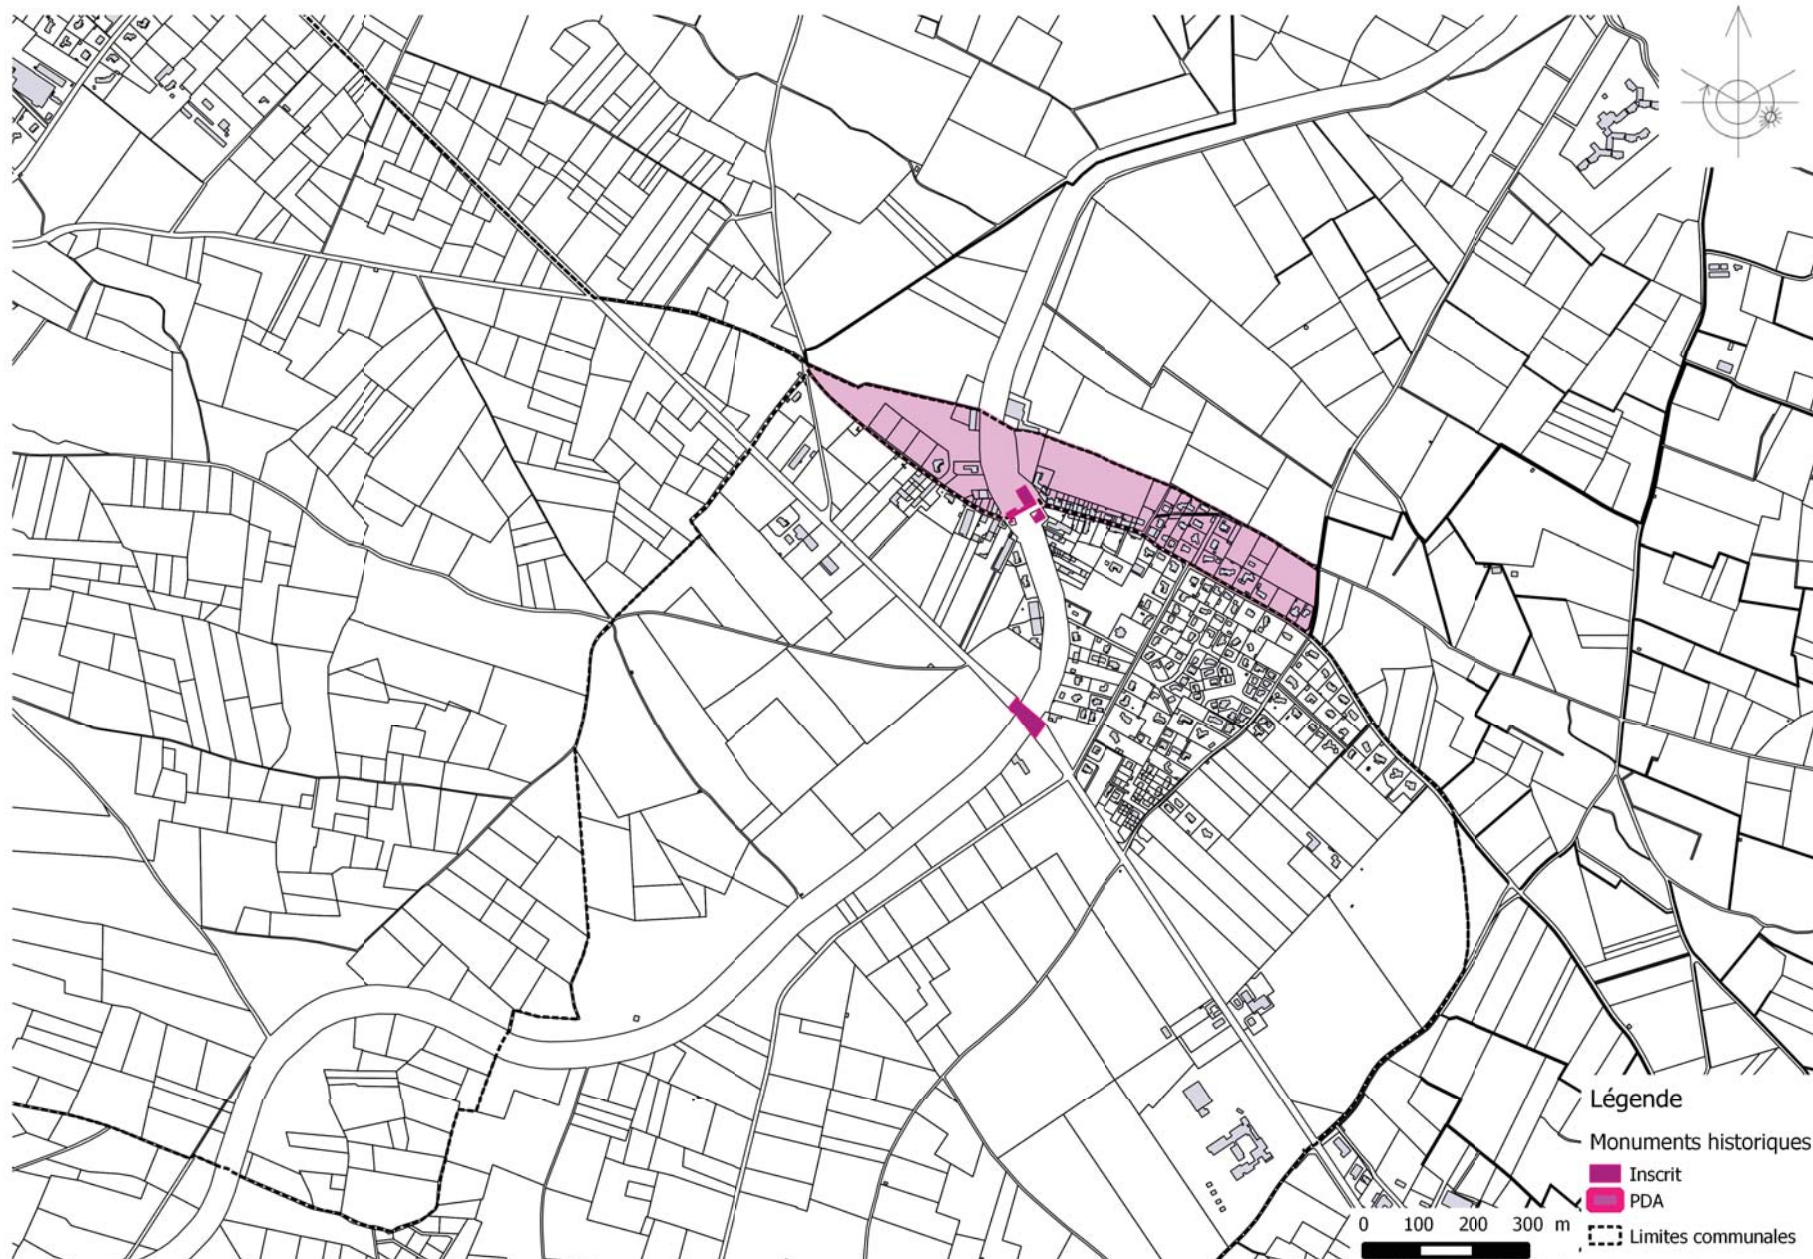 Légende
Monuments historiques
Inscrit
PDA
Limites communales
0 100 200 300 m